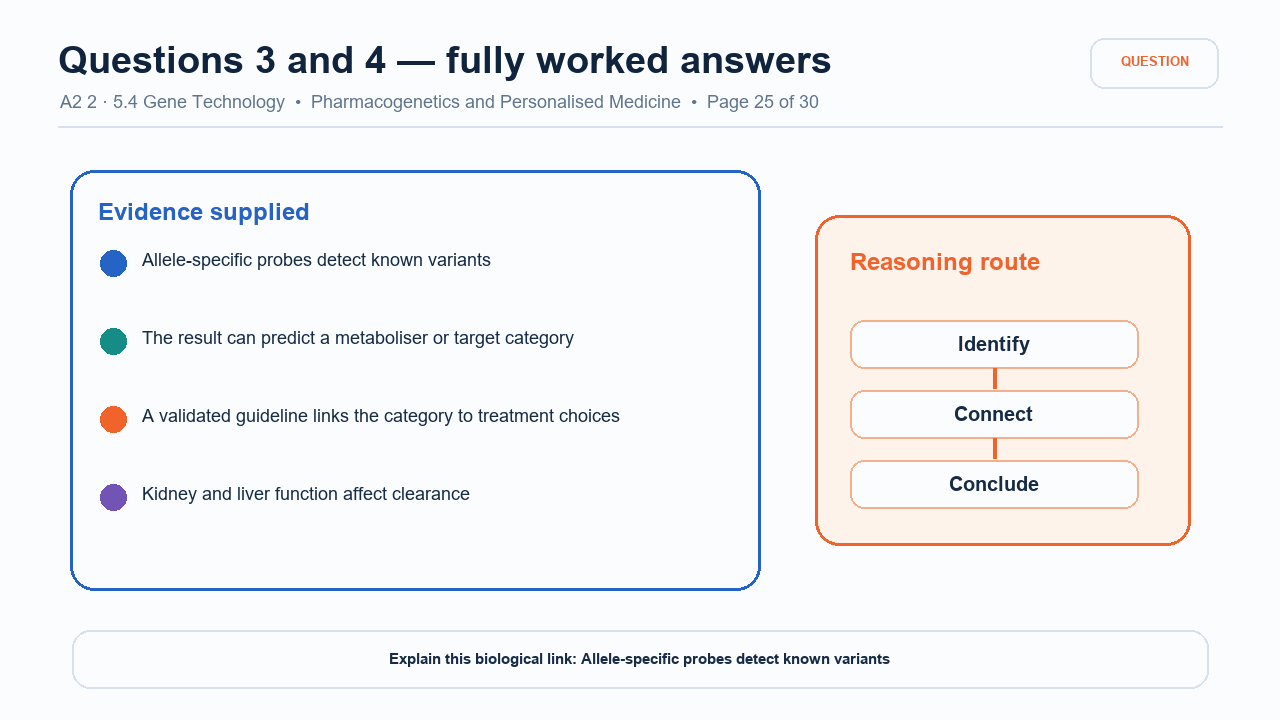 Questions 3 and 4 — fully worked answers
QUESTION
A2 2 · 5.4 Gene Technology • Pharmacogenetics and Personalised Medicine • Page 25 of 30
Evidence supplied
Allele-specific probes detect known variants
The result can predict a metaboliser or target category
A validated guideline links the category to treatment choices
Kidney and liver function affect clearance
Reasoning route
Identify
Connect
Conclude
Explain this biological link: Allele-specific probes detect known variants